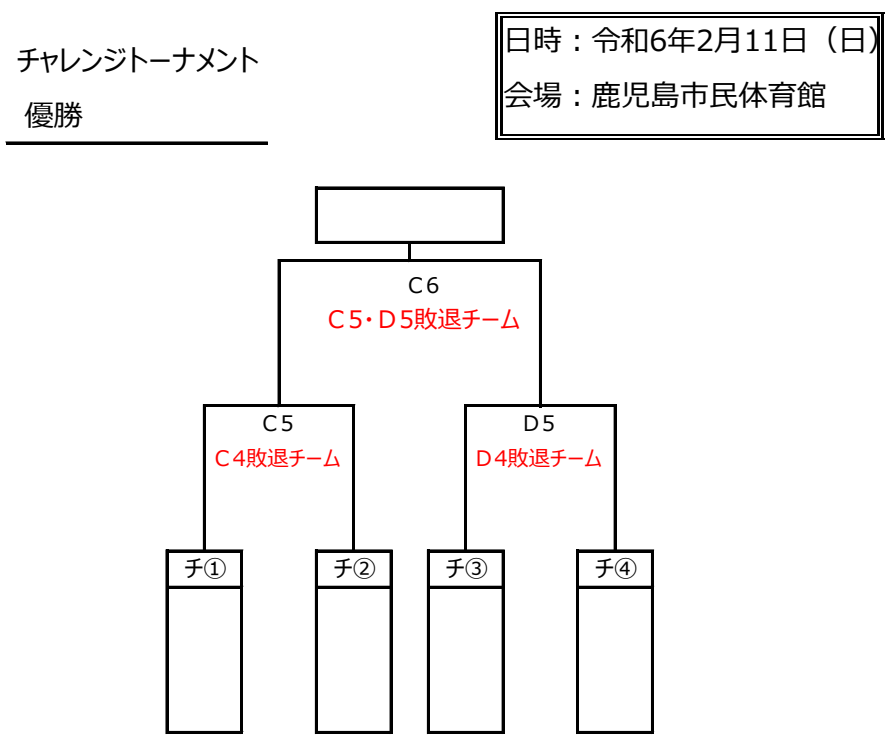 チャレンジトーナメント
優勝
日時：令和6年2月11日（日）
会場：鹿児島市民体育館
Ｃ６
Ｃ５・Ｄ５敗退チーム
Ｃ５
Ｄ５
Ｃ４敗退チーム
Ｄ４敗退チーム
チ①
チ②
チ③
チ④